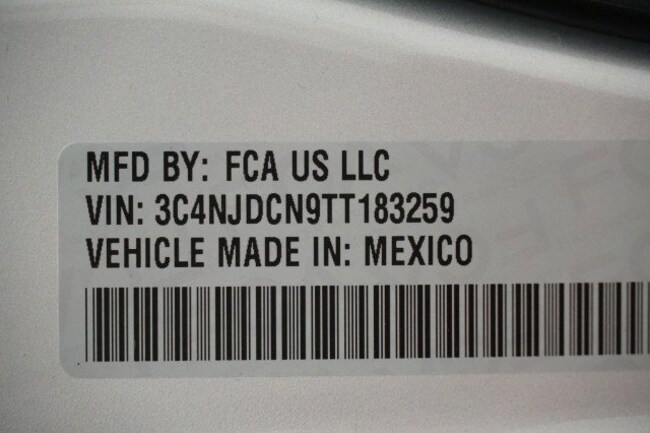 MFD BY: FCA US LLC
VIN: 3C4NJDCN9TT183259
VEHICLE MADE IN: MEXICO